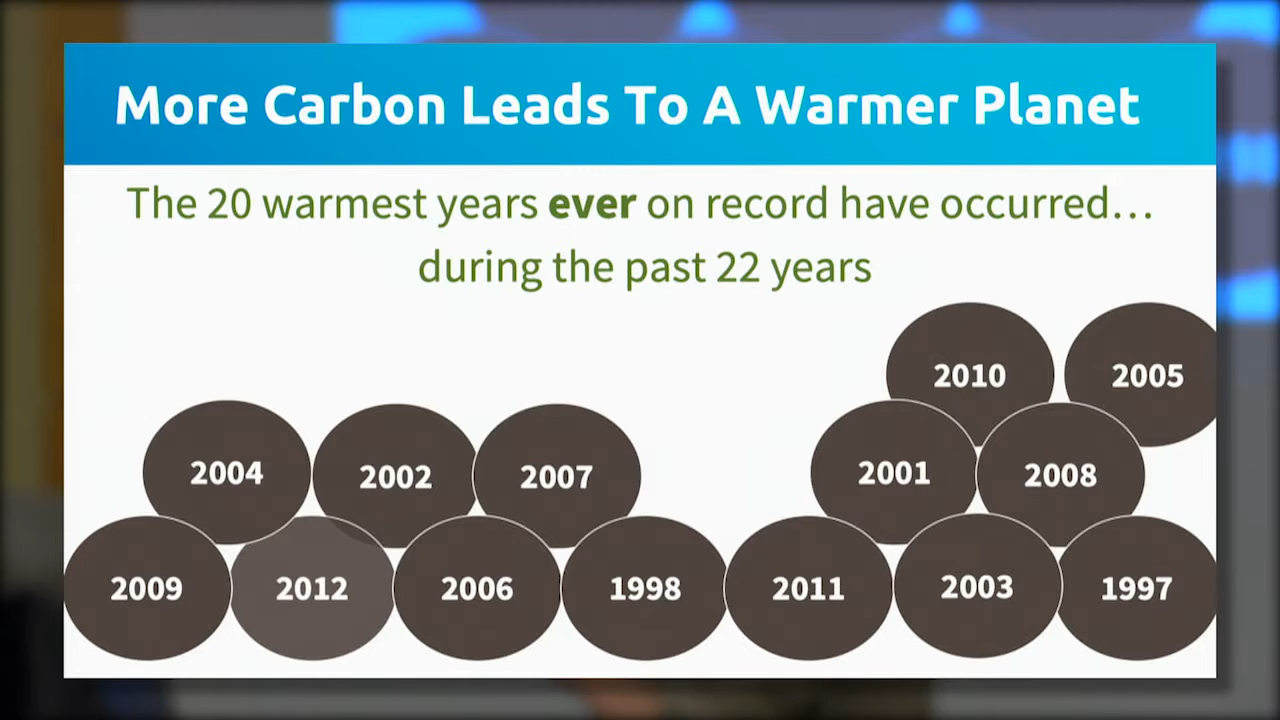 More Carbon Leads To A Warmer Planet
The 20 warmest years ever on record have occurred…
during the past 22 years
2010 2005
2004 2002 2007 2001 2008
2009 2012 2006 1998 2011 2003 1997